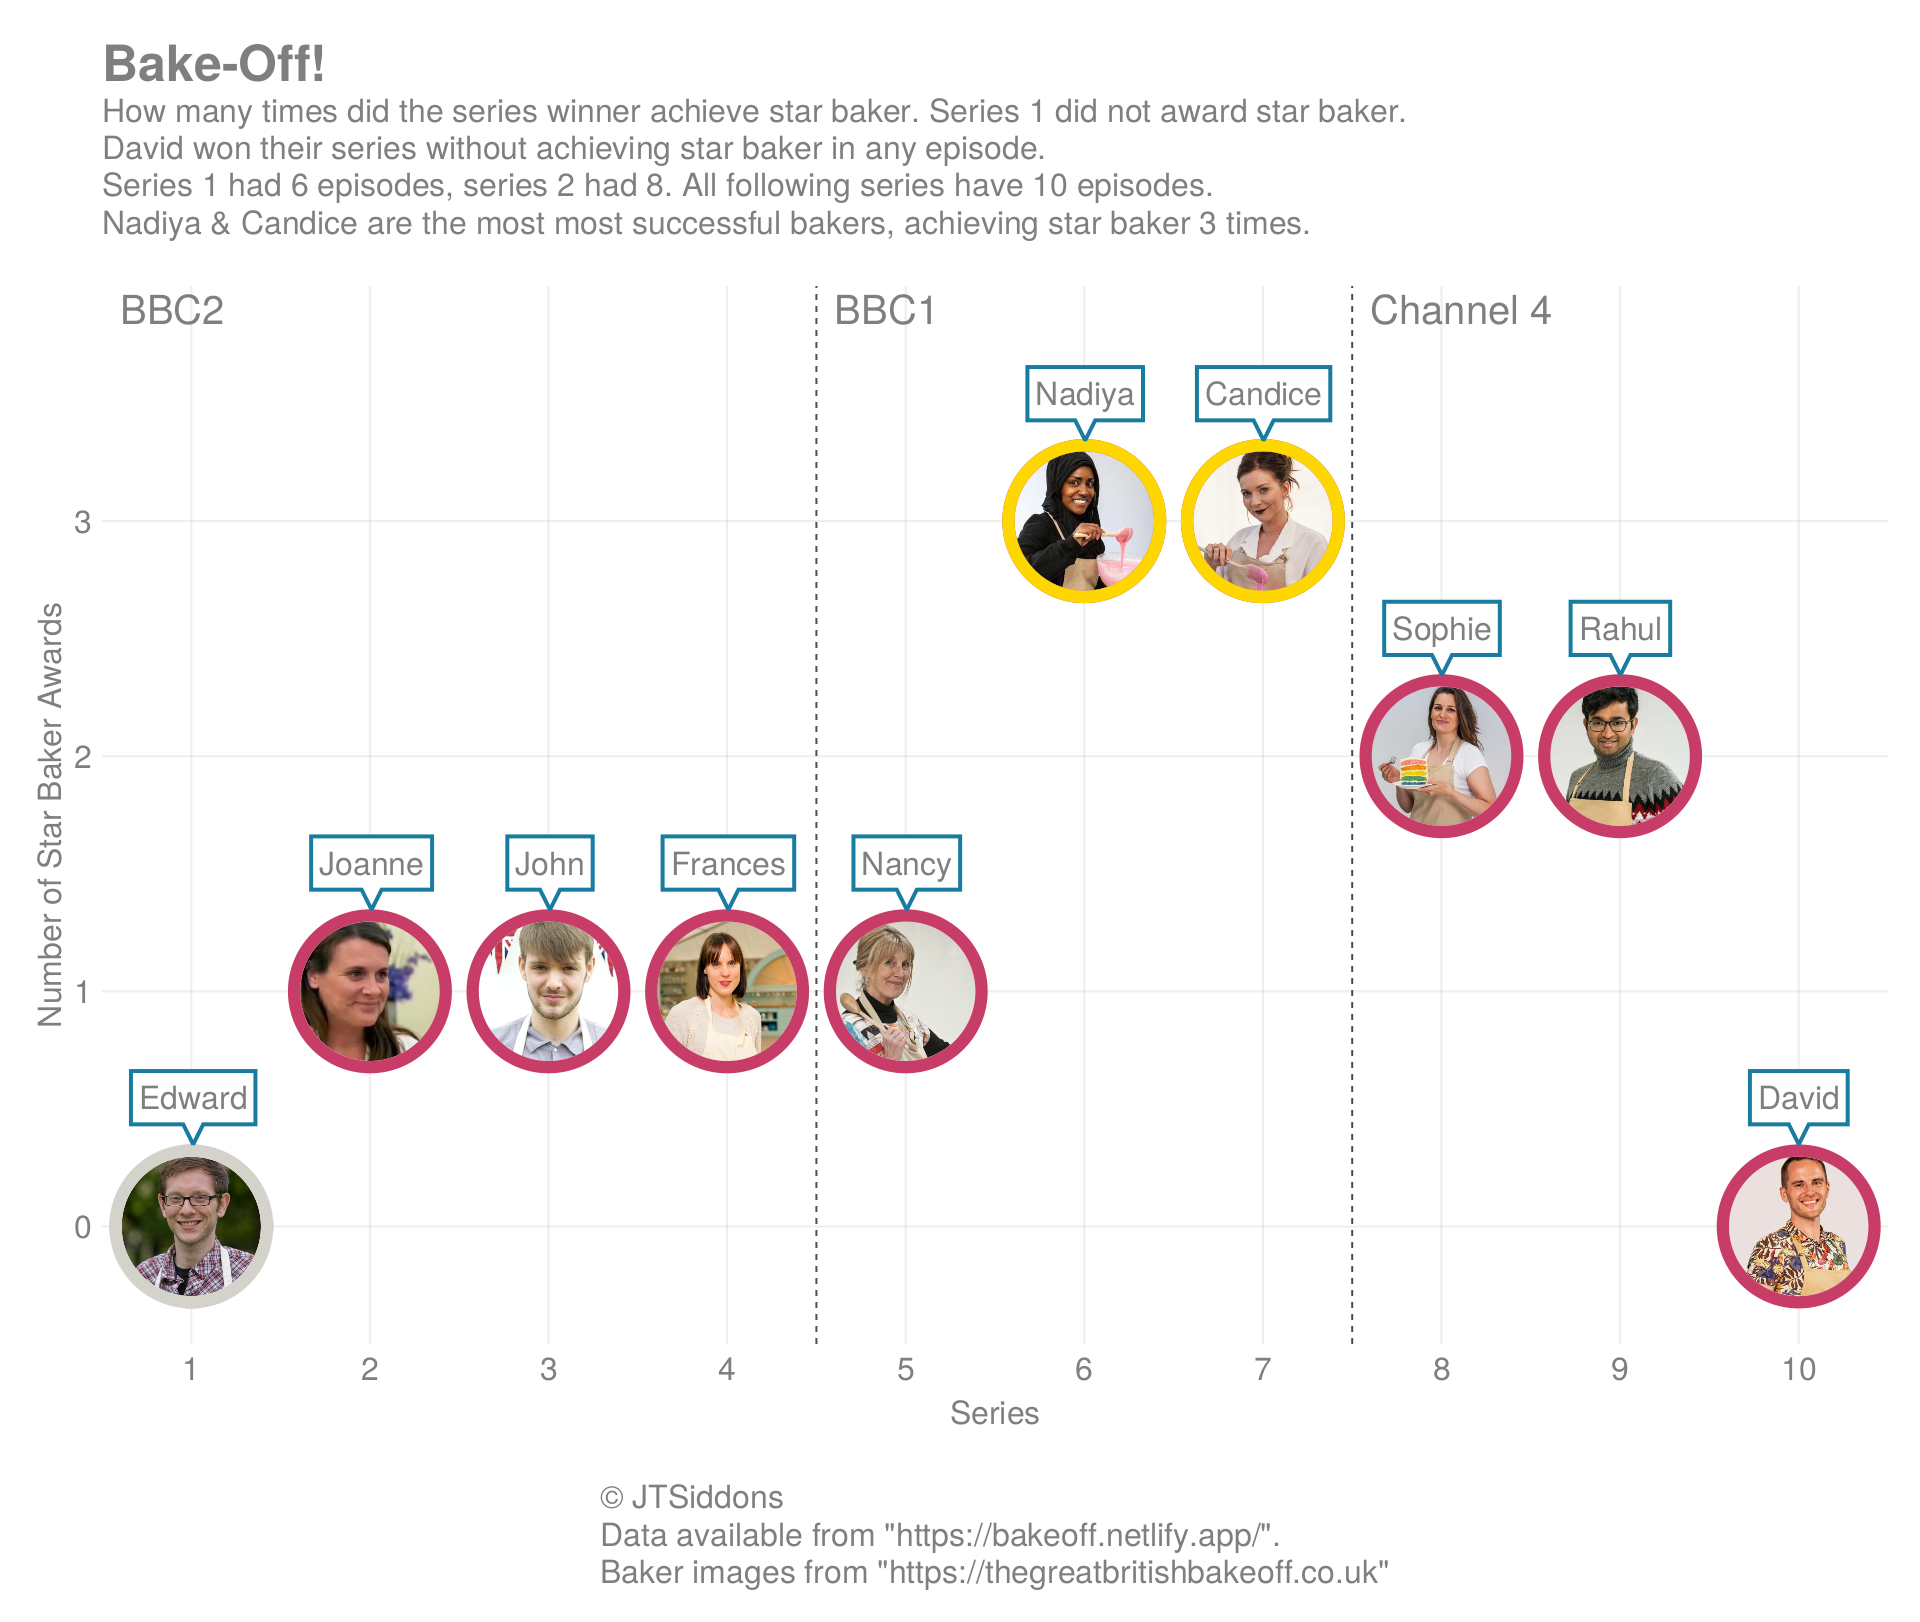 Bake-Off!
How many times did the series winner achieve star baker. Series 1 did not award star baker.
David won their series without achieving star baker in any episode.
Series 1 had 6 episodes, series 2 had 8. All following series have 10 episodes.
Nadiya & Candice are the most most successful bakers, achieving star baker 3 times.
BBC2
BBC1
Channel 4
Nadiya
Candice
3
Sophie
Rahul
2
Number of Star Baker Awards
Joanne
John
Frances
Nancy
1
Edward
David
0
1 2 3 4 5 6 7 8 9 10
Series
© JTSiddons
Data available from "https://bakeoff.netlify.app/".
Baker images from "https://thegreatbritishbakeoff.co.uk"